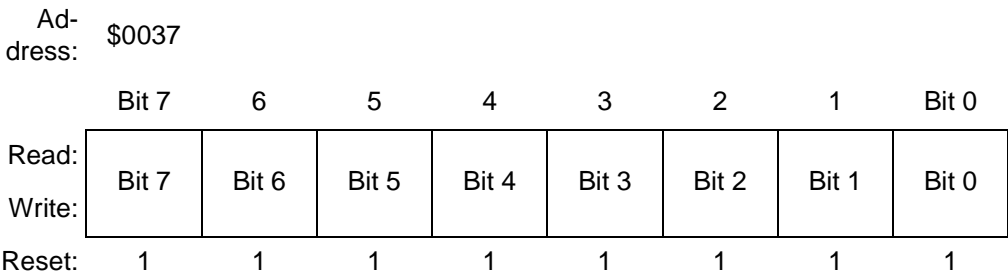 Ad-
dress: $0037
Bit 7 6 5 4 3 2 1 Bit 0
Read:
Bit 7 Bit 6 Bit 5 Bit 4 Bit 3 Bit 2 Bit 1 Bit 0
Write:
Reset: 1 1 1 1 1 1 1 1